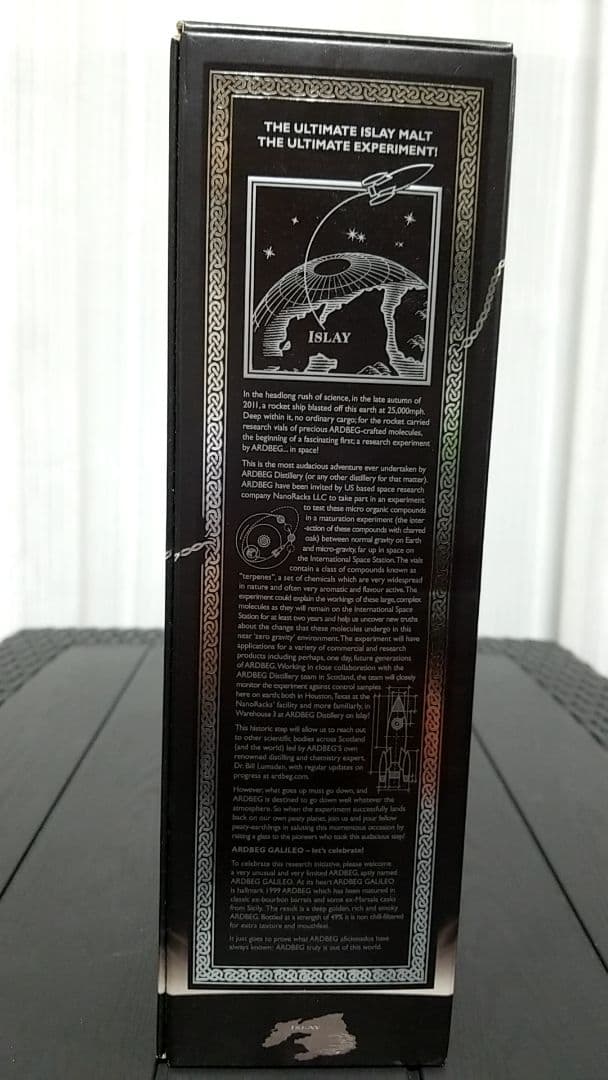 THE ULTIMATE ISLAY MALT
THE ULTIMATE EXPERIMENT!
ISLAY
In the headlong rush of science, in the late autumn of
2011, a rocket ship blasted off this earth at 25,000mph.
Deep within it, no ordinary cargo; for the rocket carried
research vials of precious ARDBEG-crafted molecules,
the beginning of a fascinating first; a research experiment
by ARDBEG... in space!
This is the most audacious adventure ever undertaken by
ARDBEG Distillery (or any other distillery for that matter).
ARDBEG have been invited by US based space research
company NanoRacks LLC to take part in an experiment
to test these micro organic compounds
in a maturation experiment (the inter
-action of these compounds with charred
oak) between normal gravity on Earth
and micro-gravity, far up in space on
the International Space Station. The vials
contain a class of compounds known as
"terpenes", a set of chemicals which are very widespread
in nature and often very aromatic and flavour active. The
experiment could explain the workings of these large, complex
molecules as they will remain on the International Space
Station for at least two years and help us uncover new truths
about the change that these molecules undergo in this
near 'zero gravity' environment. The experiment will have
applications for a variety of commercial and research
products including perhaps, one day, future generations
of ARDBEG. Working in close collaboration with the
ARDBEG Distillery team in Scotland, the team will closely
monitor the experiment against control samples
here on earth; both in Houston, Texas at the
NanoRacks' facility and more familiarly, in
Warehouse 3 at ARDBEG Distillery on Islay!
This historic step will allow us to reach out
to other scientific bodies across Scotland
(and the world) led by ARDBEG'S own
renowned distilling and chemistry expert,
Dr. Bill Lumsden, with regular updates on
progress at ardbeg.com.
However, what goes up must go down, and
ARDBEG is destined to go down well whatever the
atmosphere. So when the experiment successfully lands
back on our own peaty planet, join us and your fellow
peaty-earthlings in saluting this momentous occasion by
raising a glass to the pioneers who took this audacious step!
ARDBEG GALILEO – let's celebrate!
To celebrate this research initiative, please welcome
a very unusual and very limited ARDBEG, aptly named
ARDBEG GALILEO. At its heart ARDBEG GALILEO
is hallmark 1999 ARDBEG which has been matured in
classic ex-bourbon barrels and some ex-Marsala casks
from Sicily. The result is a deep golden, rich and smoky
ARDBEG. Bottled at a strength of 49% it is non chill-filtered
for extra texture and mouthfeel.
It just goes to prove what ARDBEG aficionados have
always known: ARDBEG truly is out of this world.
ISLAY